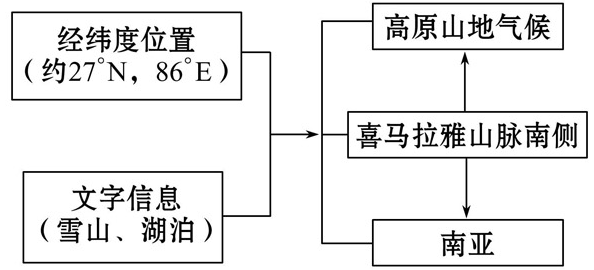 经纬度位置
（约27°N，86°E）
文字信息
（雪山、湖泊）
高原山地气候
喜马拉雅山脉南侧
南亚